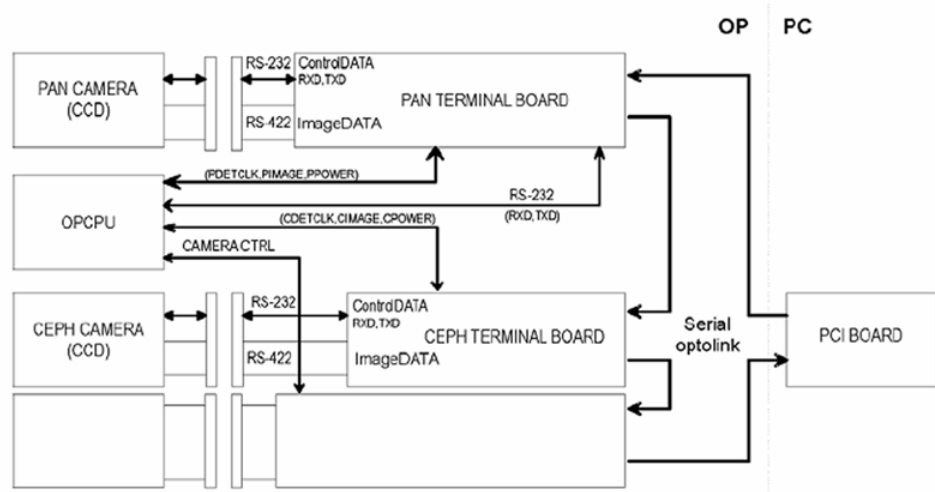 OP PC
PAN CAMERA
(CCD)
RS-232
ControlDATA
RXD,TXD
RS-422
ImageDATA
PAN TERMINAL BOARD
(PDETCLK,PIMAGE,PPOWER)
RS-232
(RXD,TXD)
OPCPU
(CDETCLK,CIMAGE,CPOWER)
CAMERA CTRL
CEPH CAMERA
(CCD)
RS-232
ControlDATA
RXD,TXD
RS-422
ImageDATA
CEPH TERMINAL BOARD
Serial
optolink
PCI BOARD